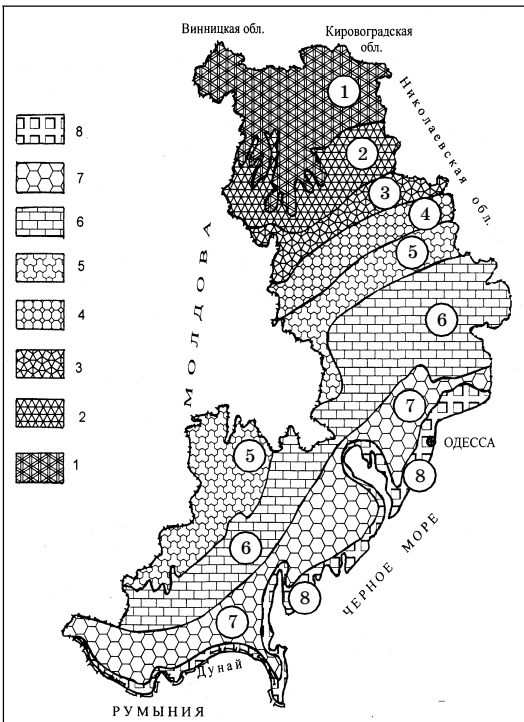 Винницкая обл.
Кировоградская
обл.
Николаевская обл.
1
2
3
4
5
6
7
8
5
6
7
8
8
7
6
5
4
3
2
1
МОЛДОВА
ОДЕССА
ЧЕРНОЕ МОРЕ
Дунай
РУМЫНИЯ